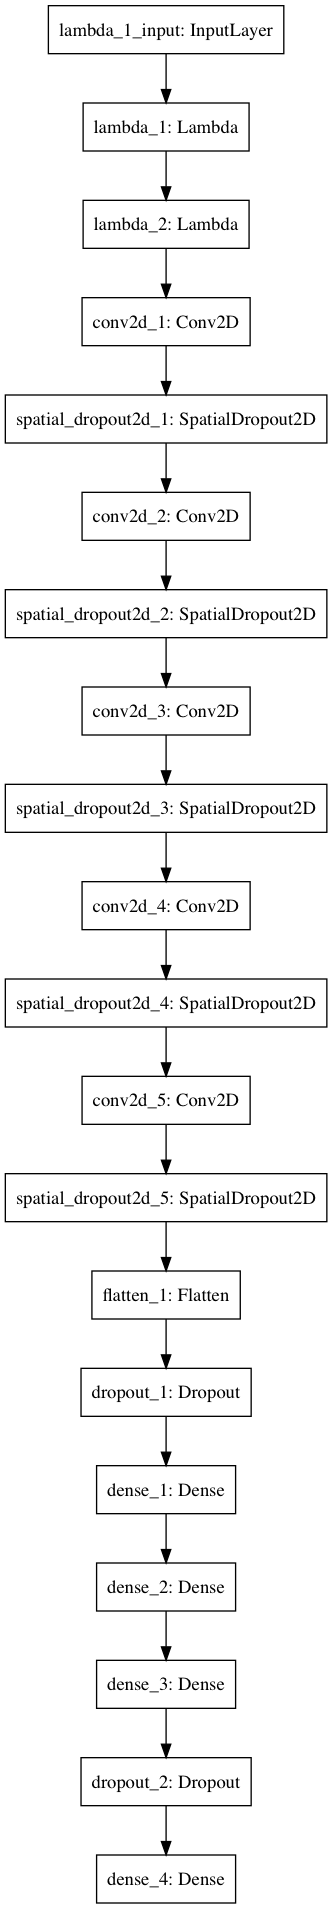 lambda_1_input: InputLayer
lambda_1: Lambda
lambda_2: Lambda
conv2d_1: Conv2D
spatial_dropout2d_1: SpatialDropout2D
conv2d_2: Conv2D
spatial_dropout2d_2: SpatialDropout2D
conv2d_3: Conv2D
spatial_dropout2d_3: SpatialDropout2D
conv2d_4: Conv2D
spatial_dropout2d_4: SpatialDropout2D
conv2d_5: Conv2D
spatial_dropout2d_5: SpatialDropout2D
flatten_1: Flatten
dropout_1: Dropout
dense_1: Dense
dense_2: Dense
dense_3: Dense
dropout_2: Dropout
dense_4: Dense